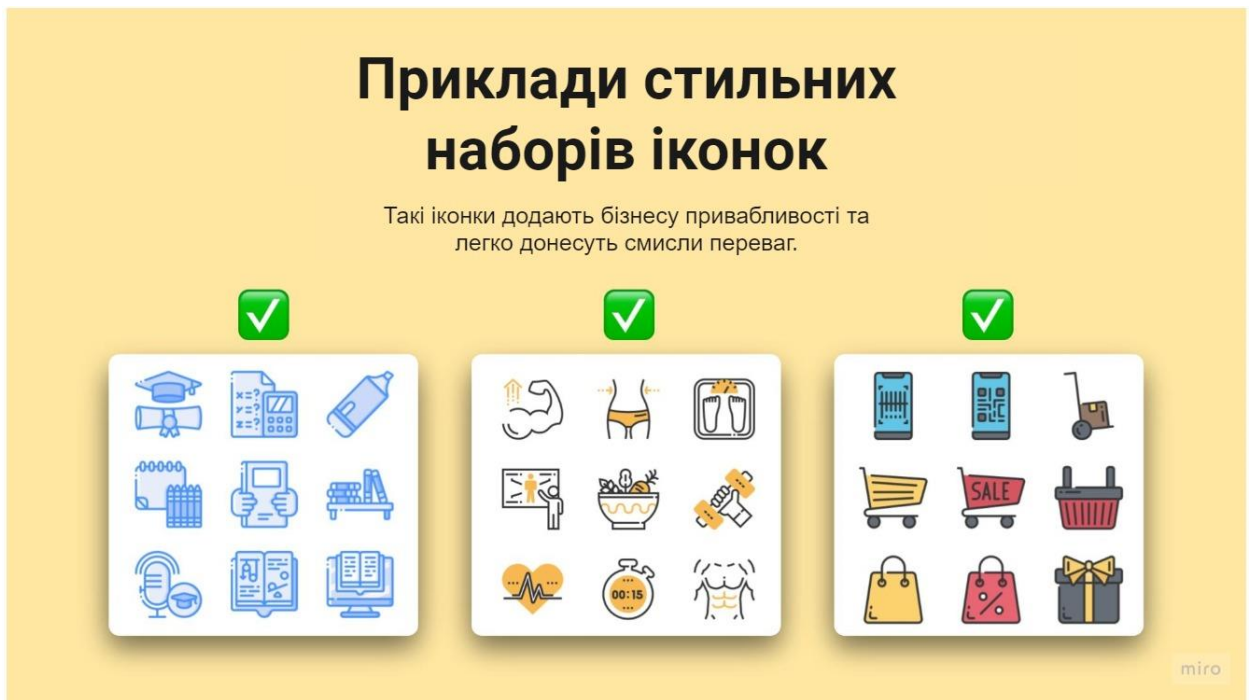 Приклади стильних
наборів іконок
Такі іконки додають бізнесу привабливості та
легко донесуть смисли переваг.
x=?
y=?
z=?
SALE
00:15
%
miro